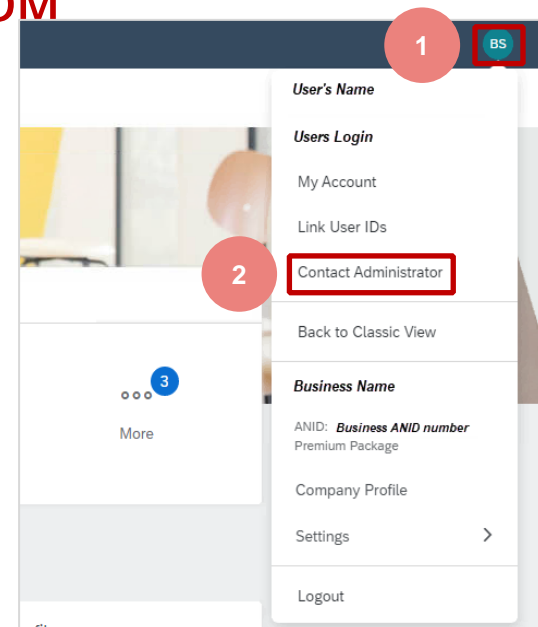 OM
1
BS
User's Name
Users Login
My Account
Link User IDs
2
Contact Administrator
Back to Classic View
3
More
Business Name
ANID: Business ANID number
Premium Package
Company Profile
Settings
Logout